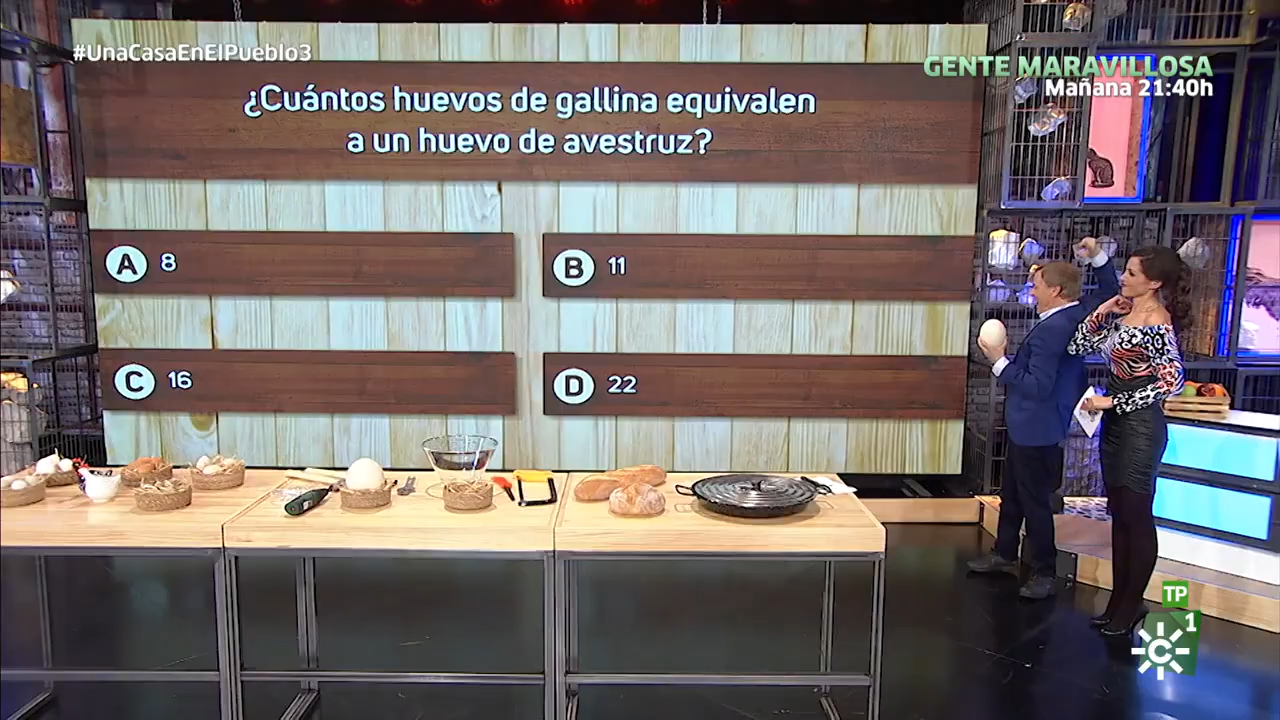 #UnaCasaEnElPueblo3
GENTE MARAVILLOSA
Mañana 21:40h
¿Cuántos huevos de gallina equivalen
a un huevo de avestruz?
A 8
B 11
C 16
D 22
TP
1